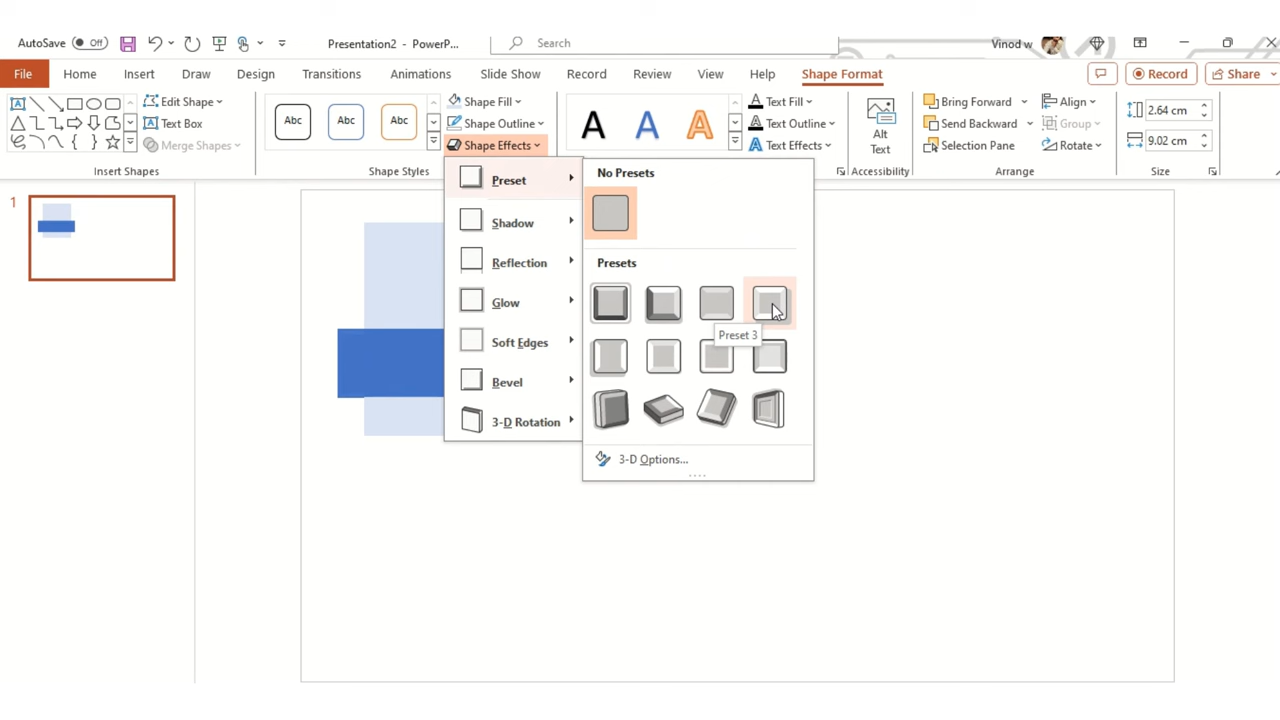 AutoSave Off Presentation2 - PowerP... Search Vinod w
File Home Insert Draw Design Transitions Animations Slide Show Record Review View Help Shape Format Record Share
Edit Shape
Text Box
Merge Shapes
Insert Shapes
Abc Abc Abc
Shape Fill
Shape Outline
Shape Effects
Shape Styles
A A A
Text Fill
Text Outline
Text Effects
Alt
Text
Accessibility
Bring Forward
Send Backward
Selection Pane
Align
Group
Rotate
Arrange
2.64 cm
9.02 cm
Size
1
Preset
Shadow
Reflection
Glow
Soft Edges
Bevel
3-D Rotation
No Presets
Presets
Preset 3
3-D Options...